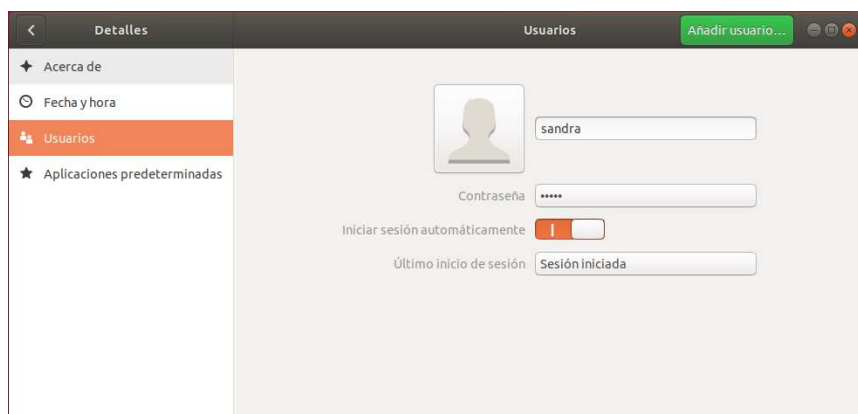 Detalles
Usuarios
Añadir usuario...
Acerca de
Fecha y hora
Usuarios
Aplicaciones predeterminadas
sandra
Contraseña •••••
Iniciar sesión automáticamente
Último inicio de sesión Sesión iniciada